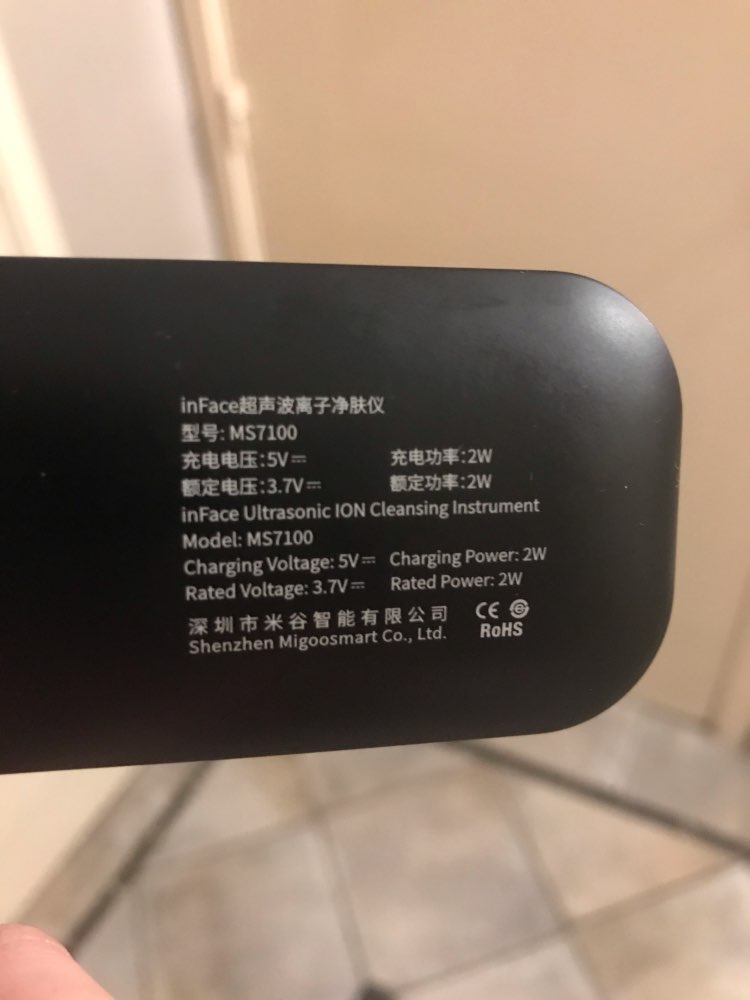 inFace超声波离子净肤仪
型号: MS7100
充电电压:5V⎓ 充电功率:2W
额定电压:3.7V⎓ 额定功率:2W
inFace Ultrasonic ION Cleansing Instrument
Model: MS7100
Charging Voltage: 5V⎓ Charging Power: 2W
Rated Voltage: 3.7V⎓ Rated Power: 2W
深圳市米谷智能有限公司 CE
Shenzhen Migoosmart Co., Ltd. RoHS